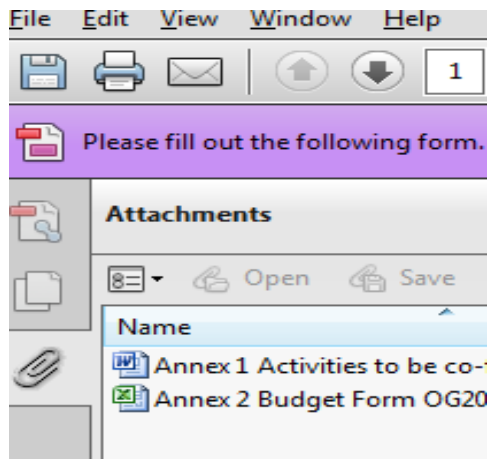 File Edit View Window Help
1
Please fill out the following form.
Attachments
Open Save
Name
Annex 1 Activities to be co-
Annex 2 Budget Form OG20